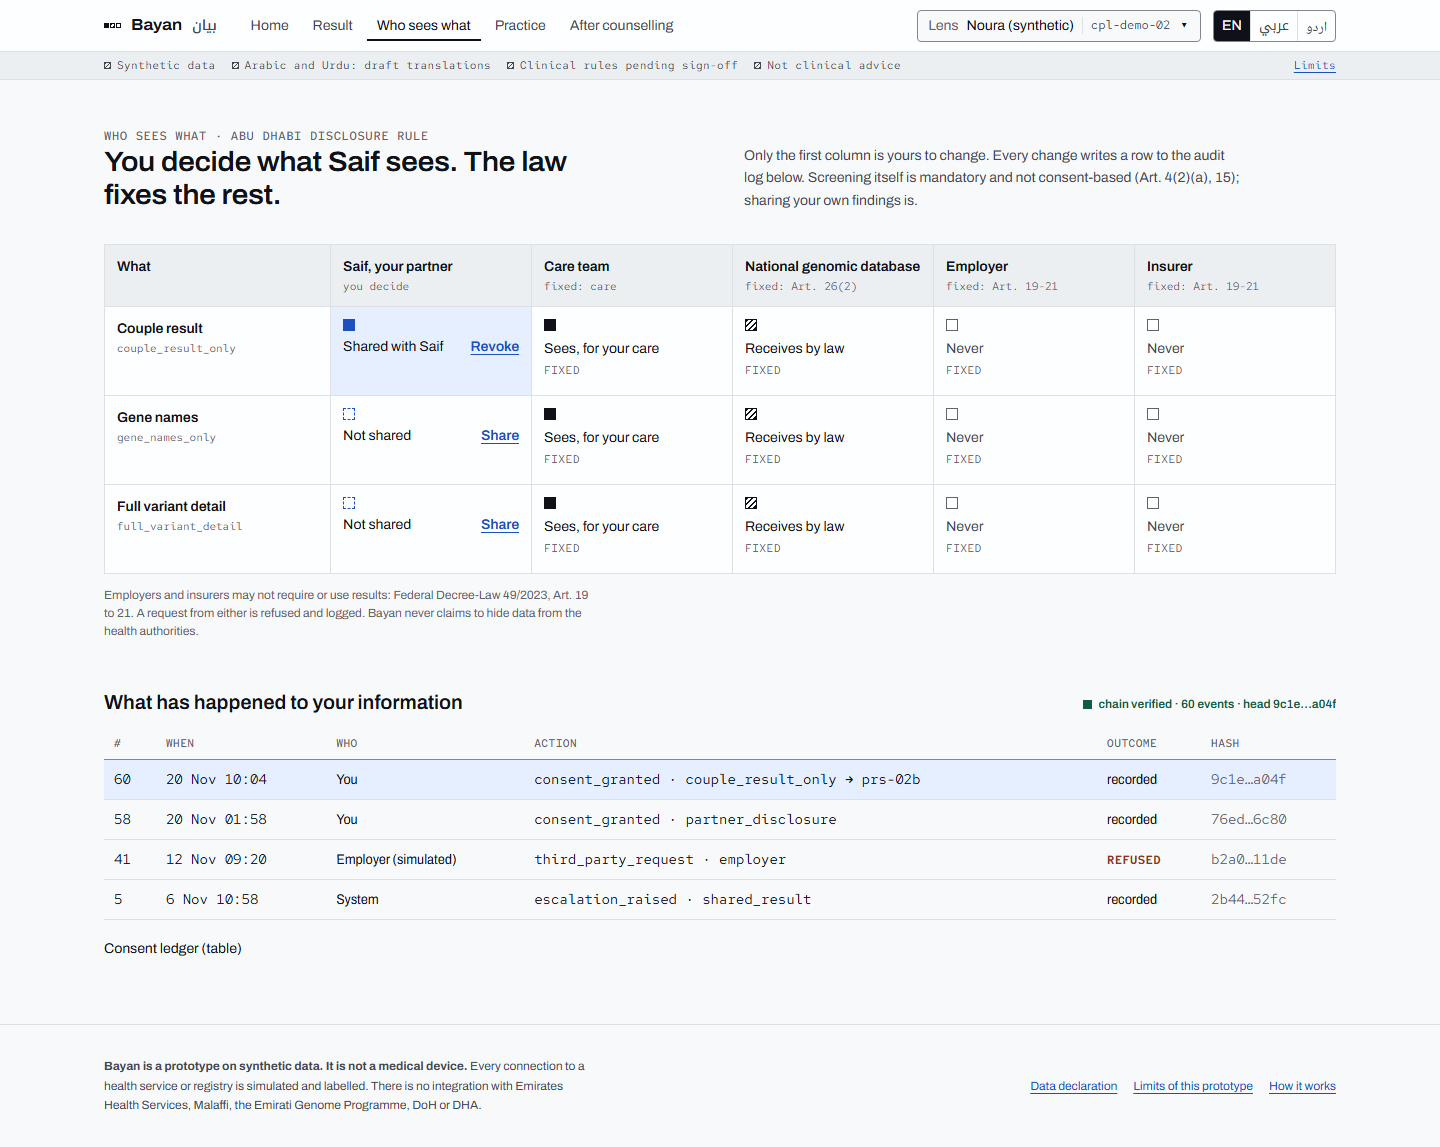 Bayan بيان Home Result Who sees what Practice After counselling Lens Noura (synthetic) cpl-demo-02 EN عربي اردو
Synthetic data Arabic and Urdu: draft translations Clinical rules pending sign-off Not clinical advice Limits
WHO SEES WHAT · ABU DHABI DISCLOSURE RULE
You decide what Saif sees. The law
fixes the rest.
Only the first column is yours to change. Every change writes a row to the audit
log below. Screening itself is mandatory and not consent-based (Art. 4(2)(a), 15);
sharing your own findings is.
What Saif, your partner Care team National genomic database Employer Insurer
you decide fixed: care fixed: Art. 26(2) fixed: Art. 19-21 fixed: Art. 19-21
Couple result
couple_result_only
Shared with Saif Revoke Sees, for your care Receives by law Never Never
FIXED FIXED FIXED FIXED
Gene names
gene_names_only
Not shared Share Sees, for your care Receives by law Never Never
FIXED FIXED FIXED FIXED
Full variant detail
full_variant_detail
Not shared Share Sees, for your care Receives by law Never Never
FIXED FIXED FIXED FIXED
Employers and insurers may not require or use results: Federal Decree-Law 49/2023, Art. 19
to 21. A request from either is refused and logged. Bayan never claims to hide data from the
health authorities.
What has happened to your information chain verified · 60 events · head 9c1e…a04f
# WHEN WHO ACTION OUTCOME HASH
60 20 Nov 10:04 You consent_granted · couple_result_only → prs-02b recorded 9c1e…a04f
58 20 Nov 01:58 You consent_granted · partner_disclosure recorded 76ed…6c80
41 12 Nov 09:20 Employer (simulated) third_party_request · employer REFUSED b2a0…11de
5 6 Nov 10:58 System escalation_raised · shared_result recorded 2b44…52fc
Consent ledger (table)
Bayan is a prototype on synthetic data. It is not a medical device. Every connection to a
health service or registry is simulated and labelled. There is no integration with Emirates
Health Services, Malaffi, the Emirati Genome Programme, DoH or DHA.
Data declaration Limits of this prototype How it works